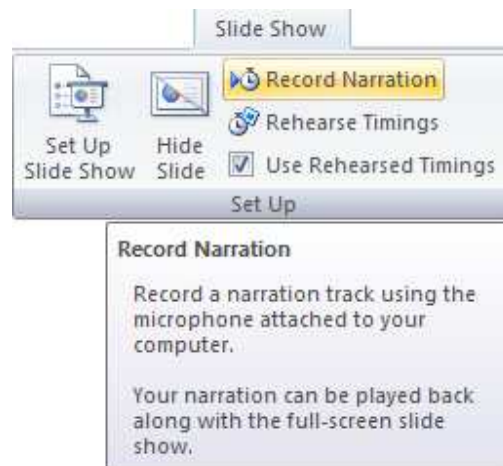 Slide Show
Set Up
Slide Show
Hide
Slide
Record Narration
Rehearse Timings
Use Rehearsed Timings
Set Up
Record Narration
Record a narration track using the
microphone attached to your
computer.
Your narration can be played back
along with the full-screen slide
show.